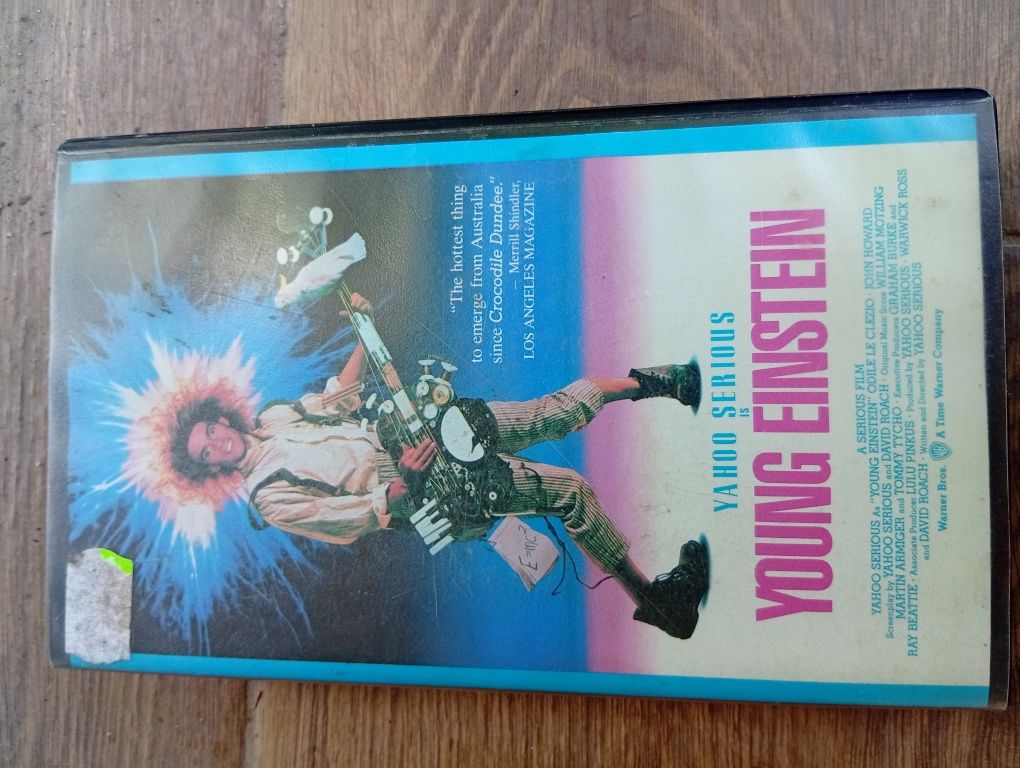 "The hottest thing
to emerge from Australia
since Crocodile Dundee."
– Merrill Shindler,
LOS ANGELES MAGAZINE
E=mc²
YAHOO SERIOUS
IS
YOUNG EINSTEIN
A SERIOUS FILM
YAHOO SERIOUS As "YOUNG EINSTEIN" ODILE LE CLEZIO · JOHN HOWARD
Screenplay by YAHOO SERIOUS and DAVID ROACH · Original Music Score WILLIAM MOTZING
MARTIN ARMIGER and TOMMY TYCHO · Executive Producers GRAHAM BURKE and
RAY BEATTIE · Associate Producer LULU PINKUS · Produced by YAHOO SERIOUS · WARWICK ROSS
and DAVID ROACH · Written and Directed by YAHOO SERIOUS
Warner Bros. WB A Time Warner Company